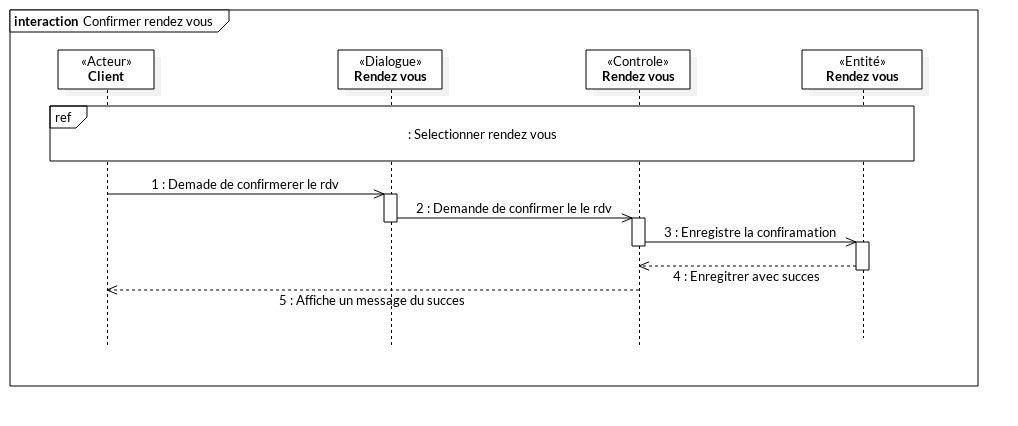 interaction Confirmer rendez vous
«Acteur»
Client
«Dialogue»
Rendez vous
«Controle»
Rendez vous
«Entité»
Rendez vous
ref
: Selectionner rendez vous
1 : Demade de confirmerer le rdv
2 : Demande de confirmer le le rdv
3 : Enregistre la confiramation
4 : Enregitrer avec succes
5 : Affiche un message du succes